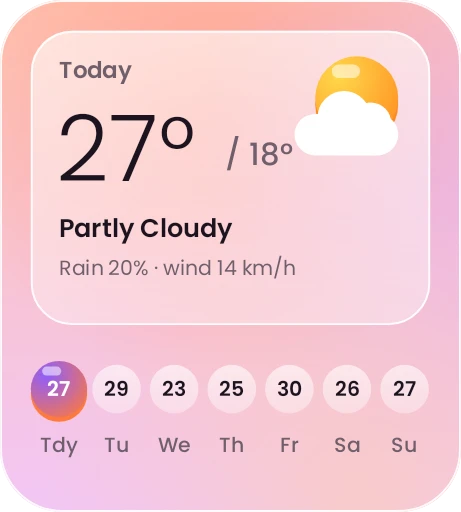 Today
27° / 18°
Partly Cloudy
Rain 20% · wind 14 km/h
27 29 23 25 30 26 27
Tdy Tu We Th Fr Sa Su